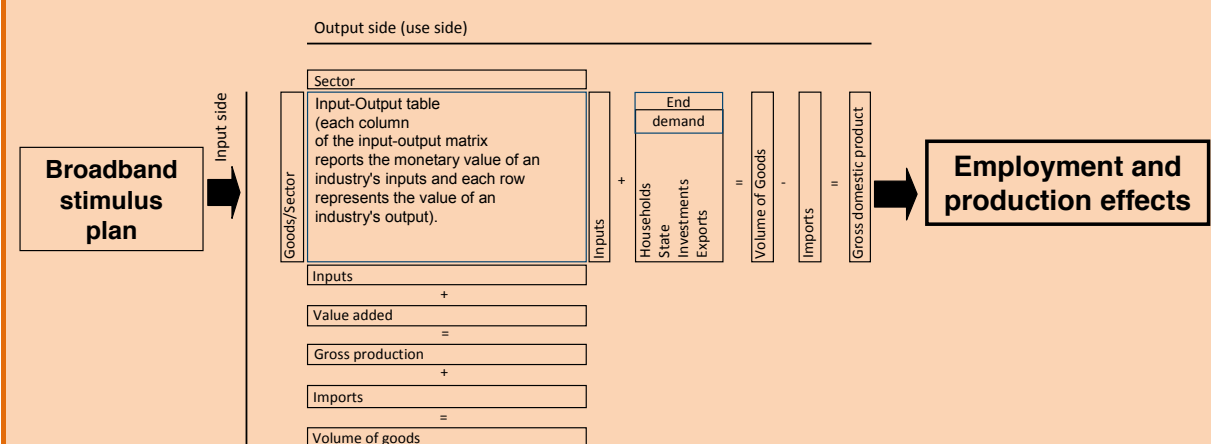 Output side (use side)
Input side
Broadband
stimulus
plan
Sector
Goods/Sector
Input-Output table
(each column
of the input-output matrix
reports the monetary value of an
industry's inputs and each row
represents the value of an
industry's output).
Inputs
+
End
demand
Households
State
Investments
Exports
=
Volume of Goods
-
Imports
=
Gross domestic product
Employment and
production effects
Inputs
+
Value added
=
Gross production
+
Imports
=
Volume of goods